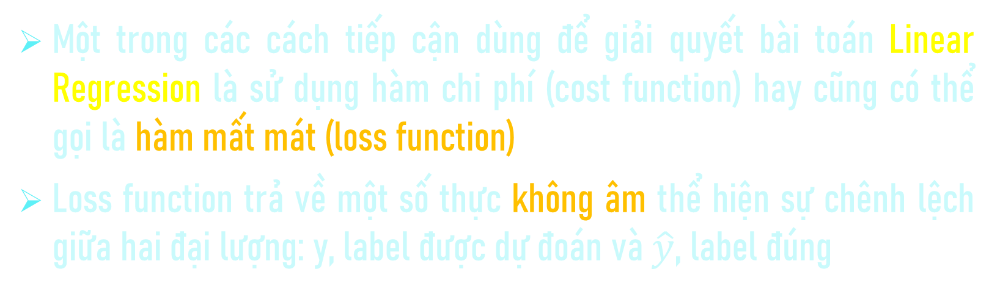 ➢ Một trong các cách tiếp cận dùng để giải quyết bài toán Linear
Regression là sử dụng hàm chi phí (cost function) hay cũng có thể
gọi là hàm mất mát (loss function)
➢ Loss function trả về một số thực không âm thể hiện sự chênh lệch
giữa hai đại lượng: y, label được dự đoán và ŷ, label đúng